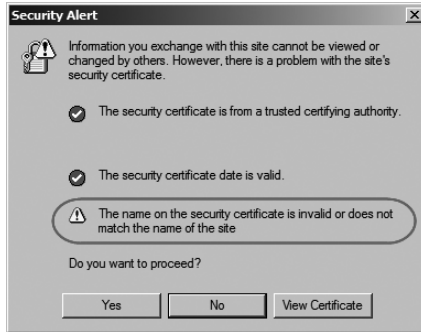 Security Alert
Information you exchange with this site cannot be viewed or
changed by others. However, there is a problem with the site's
security certificate.
The security certificate is from a trusted certifying authority.
The security certificate date is valid.
The name on the security certificate is invalid or does not
match the name of the site
Do you want to proceed?
Yes No View Certificate